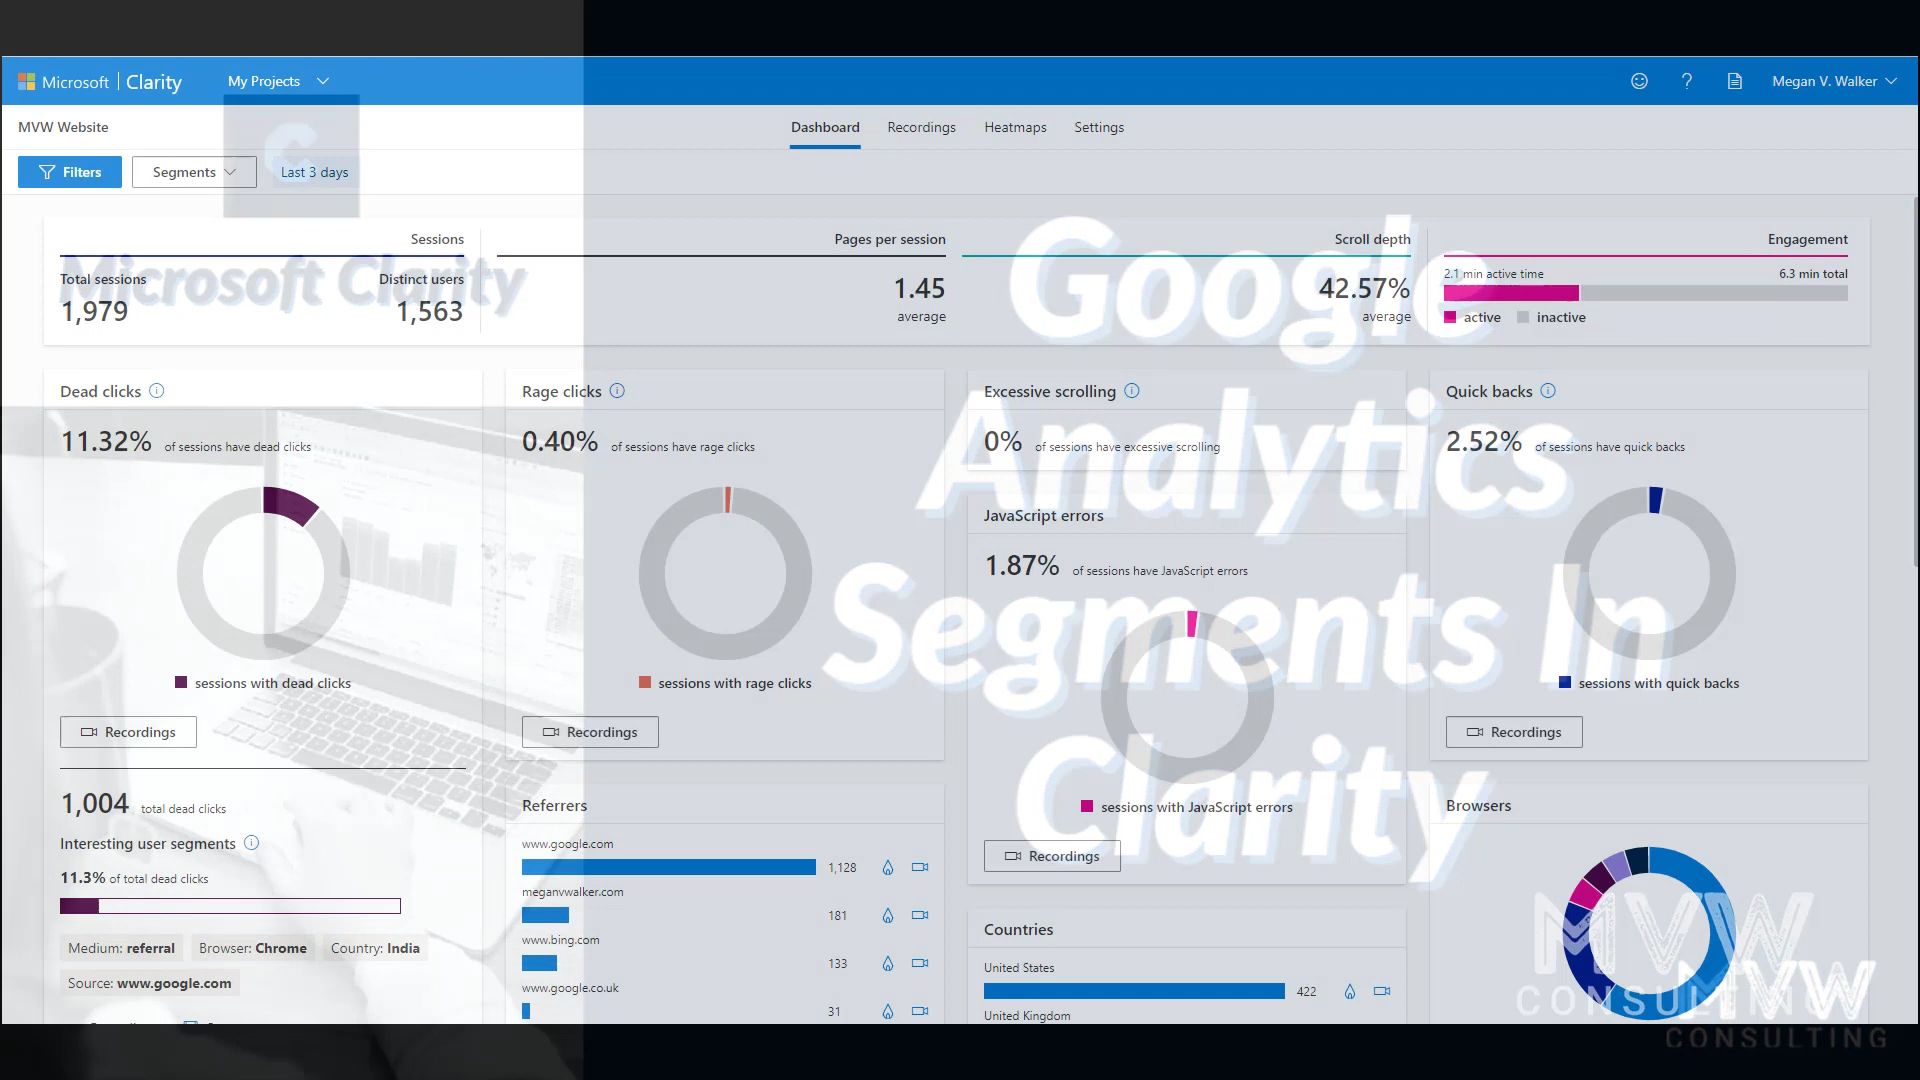 Microsoft | Clarity My Projects Megan V. Walker
MVW Website Dashboard Recordings Heatmaps Settings
C
Filters Segments Last 3 days
Google
Analytics
Segments In
Clarity
Microsoft Clarity
Sessions
Total sessions Distinct users
1,979 1,563
Pages per session
1.45
average
Scroll depth
42.57%
average
Engagement
2.1 min active time 6.3 min total
active inactive
Dead clicks
11.32% of sessions have dead clicks
sessions with dead clicks
Recordings
1,004 total dead clicks
Interesting user segments
11.3% of total dead clicks
Medium: referral Browser: Chrome Country: India
Source: www.google.com
Rage clicks
0.40% of sessions have rage clicks
sessions with rage clicks
Recordings
Referrers
www.google.com
1,128
meganvwalker.com
181
www.bing.com
133
www.google.co.uk
31
Excessive scrolling
0% of sessions have excessive scrolling
JavaScript errors
1.87% of sessions have JavaScript errors
sessions with JavaScript errors
Recordings
Countries
United States
422
United Kingdom
Quick backs
2.52% of sessions have quick backs
sessions with quick backs
Recordings
Browsers
MVW
CONSULTING
MVW
CONSULTING